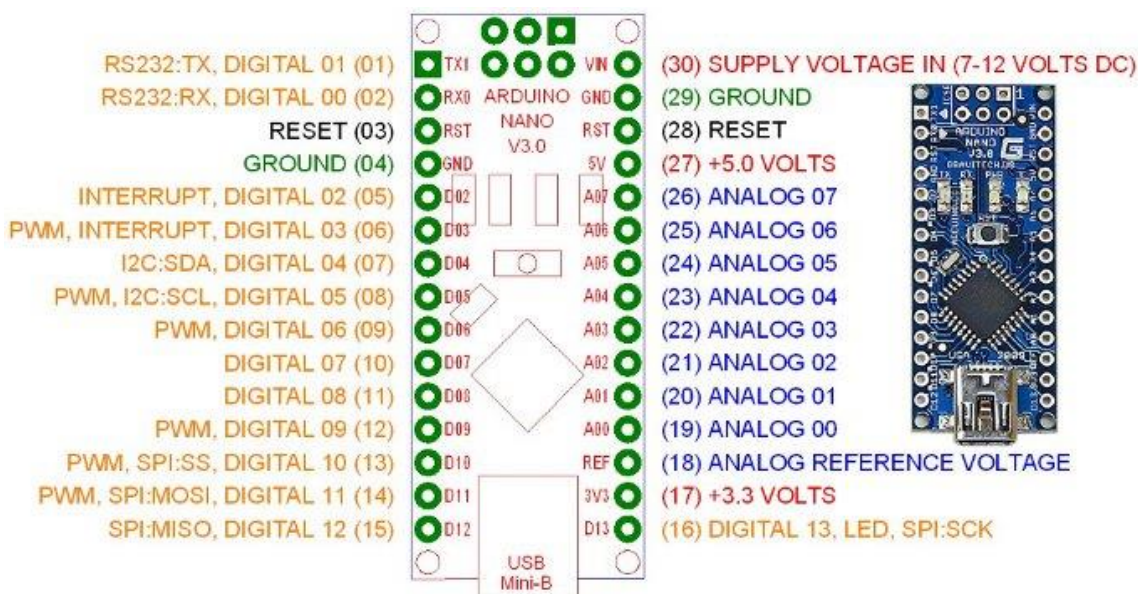 RS232:TX, DIGITAL 01 (01)
RS232:RX, DIGITAL 00 (02)
RESET (03)
GROUND (04)
INTERRUPT, DIGITAL 02 (05)
PWM, INTERRUPT, DIGITAL 03 (06)
I2C:SDA, DIGITAL 04 (07)
PWM, I2C:SCL, DIGITAL 05 (08)
PWM, DIGITAL 06 (09)
DIGITAL 07 (10)
DIGITAL 08 (11)
PWM, DIGITAL 09 (12)
PWM, SPI:SS, DIGITAL 10 (13)
PWM, SPI:MOSI, DIGITAL 11 (14)
SPI:MISO, DIGITAL 12 (15)
TX1
RX0
RST
GND
D02
D03
D04
D05
D06
D07
D08
D09
D10
D11
D12
ARDUINO
NANO
V3.0
USB
Mini-B
VIN
GND
RST
5V
A07
A06
A05
A04
A03
A02
A01
A00
REF
3V3
D13
(30) SUPPLY VOLTAGE IN (7-12 VOLTS DC)
(29) GROUND
(28) RESET
(27) +5.0 VOLTS
(26) ANALOG 07
(25) ANALOG 06
(24) ANALOG 05
(23) ANALOG 04
(22) ANALOG 03
(21) ANALOG 02
(20) ANALOG 01
(19) ANALOG 00
(18) ANALOG REFERENCE VOLTAGE
(17) +3.3 VOLTS
(16) DIGITAL 13, LED, SPI:SCK
ARDUINO
NANO
V3.0
GRAVITECH.US